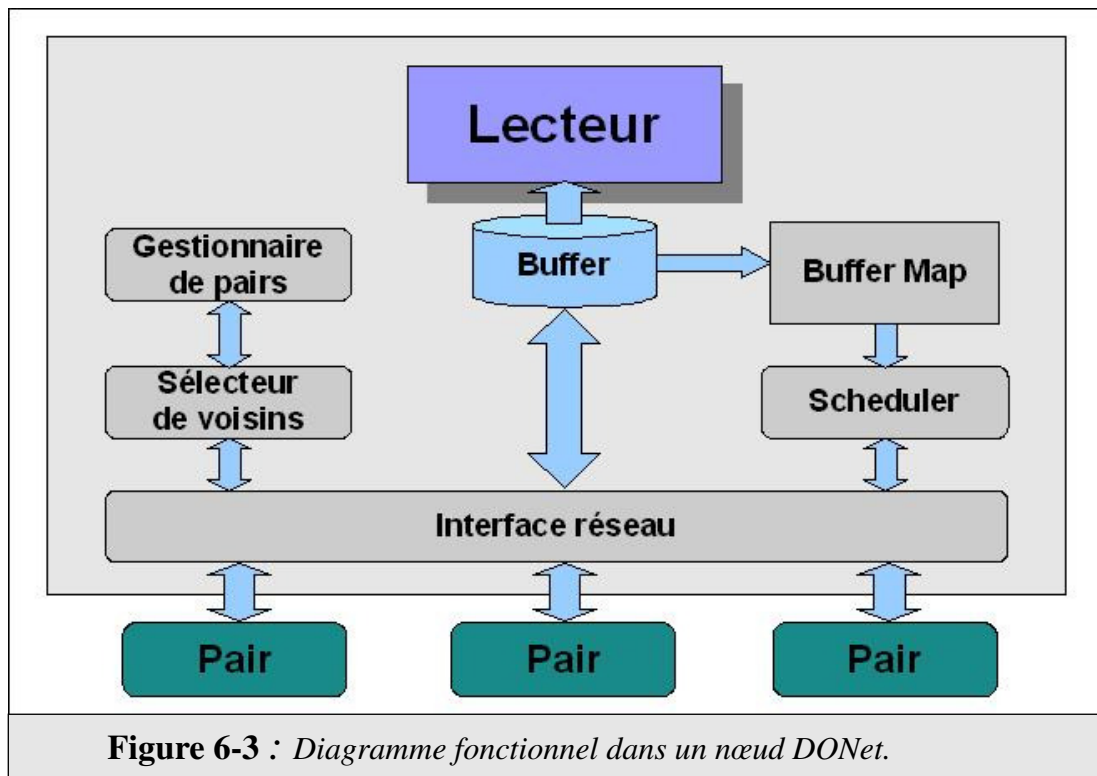 Lecteur
Gestionnaire
de pairs
Buffer
Buffer Map
Sélecteur
de voisins
Scheduler
Interface réseau
Pair
Pair
Pair
Figure 6-3 : Diagramme fonctionnel dans un nœud DONet.